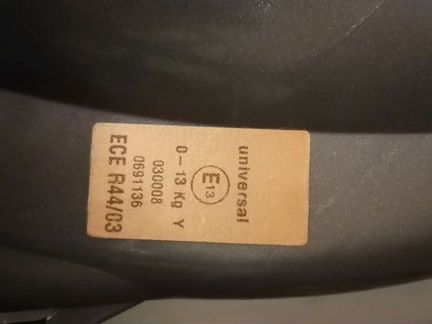 universal
E13
0-13 Kg Y
030008
0691136
ECE R44/03